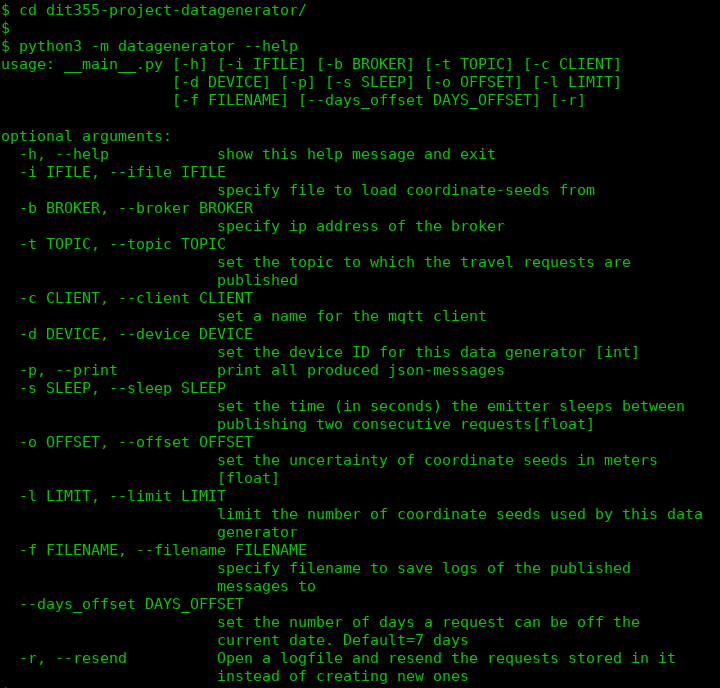 $ cd dit355-project-datagenerator/
$
$ python3 -m datagenerator --help
usage: __main__.py [-h] [-i IFILE] [-b BROKER] [-t TOPIC] [-c CLIENT]
                   [-d DEVICE] [-p] [-s SLEEP] [-o OFFSET] [-l LIMIT]
                   [-f FILENAME] [--days_offset DAYS_OFFSET] [-r]

optional arguments:
  -h, --help            show this help message and exit
  -i IFILE, --ifile IFILE
                        specify file to load coordinate-seeds from
  -b BROKER, --broker BROKER
                        specify ip address of the broker
  -t TOPIC, --topic TOPIC
                        set the topic to which the travel requests are
                        published
  -c CLIENT, --client CLIENT
                        set a name for the mqtt client
  -d DEVICE, --device DEVICE
                        set the device ID for this data generator [int]
  -p, --print           print all produced json-messages
  -s SLEEP, --sleep SLEEP
                        set the time (in seconds) the emitter sleeps between
                        publishing two consecutive requests[float]
  -o OFFSET, --offset OFFSET
                        set the uncertainty of coordinate seeds in meters
                        [float]
  -l LIMIT, --limit LIMIT
                        limit the number of coordinate seeds used by this data
                        generator
  -f FILENAME, --filename FILENAME
                        specify filename to save logs of the published
                        messages to
  --days_offset DAYS_OFFSET
                        set the number of days a request can be off the
                        current date. Default=7 days
  -r, --resend          Open a logfile and resend the requests stored in it
                        instead of creating new ones